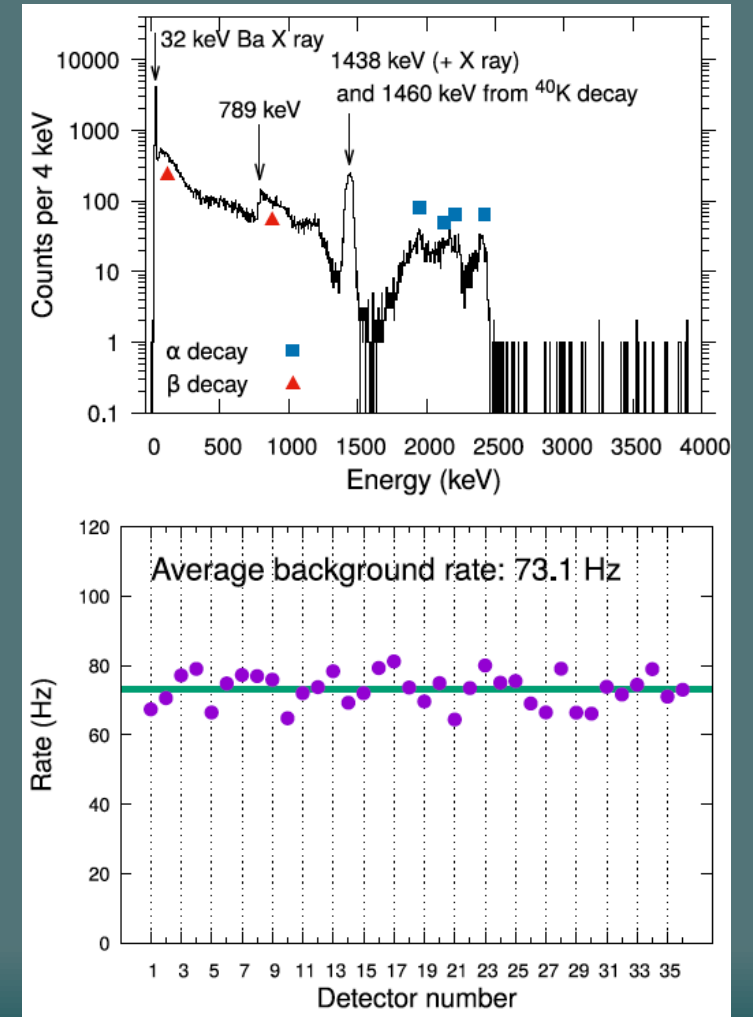 32 keV Ba X ray
1438 keV (+ X ray)
and 1460 keV from ⁴⁰K decay
789 keV
10000
1000
100
10
1
0.1
Counts per 4 keV
α decay
β decay
0 500 1000 1500 2000 2500 3000 3500 4000
Energy (keV)
Average background rate: 73.1 Hz
120
100
80
60
40
20
0
Rate (Hz)
1 3 5 7 9 11 13 15 17 19 21 23 25 27 29 31 33 35
Detector number